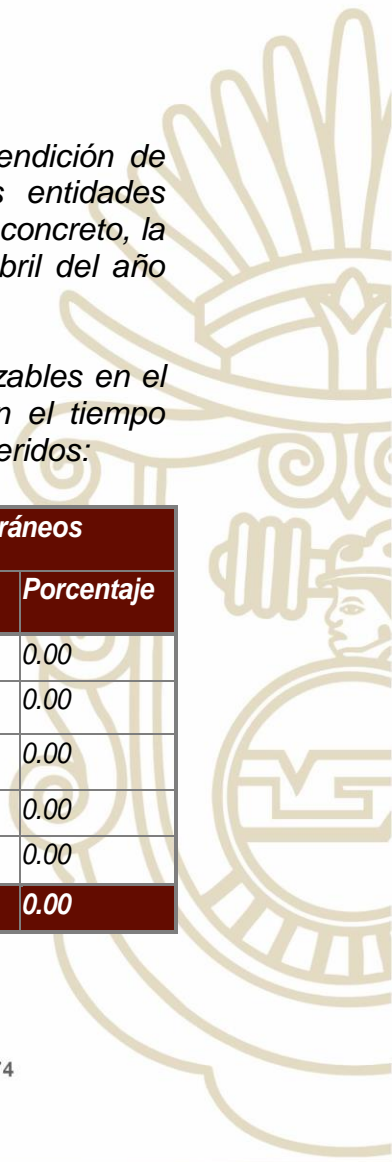 endición de
s entidades
concreto, la
bril del año
zables en el
n el tiempo
eridos:
ráneos
Porcentaje
0.00
0.00
0.00
0.00
0.00
0.00
4